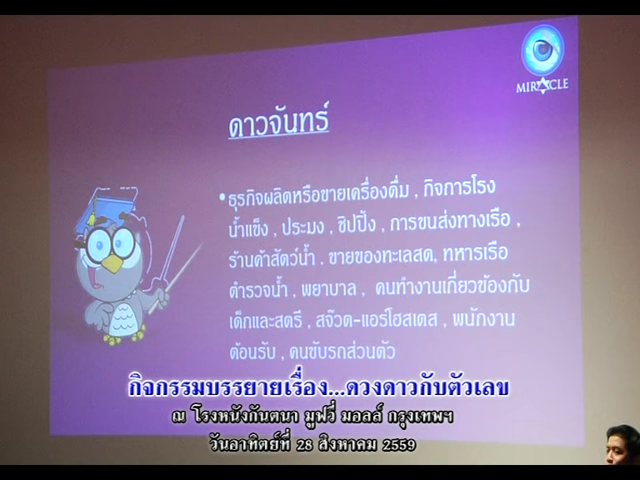 MIRACLE
ดาวจันทร์
• ธุรกิจผลิตหรือขายเครื่องดื่ม , กิจการโรง
น้ำแข็ง , ประมง , ชิปปิ้ง , การขนส่งทางเรือ ,
ร้านค้าสัตว์น้ำ . ขายของทะเลสด, ทหารเรือ
ตำรวจน้ำ , พยาบาล , คนทำงานเกี่ยวข้องกับ
เด็กและสตรี , สจ๊วต-แอร์โฮสเตส , พนักงาน
ต้อนรับ , คนขับรถส่วนตัว
กิจกรรมบรรยายเรื่อง...ดวงดาวกับตัวเลข
ณ โรงหนังกันตนา มูฟวี่ มอลล์ กรุงเทพฯ
วันอาทิตย์ที่ 28 สิงหาคม 2559